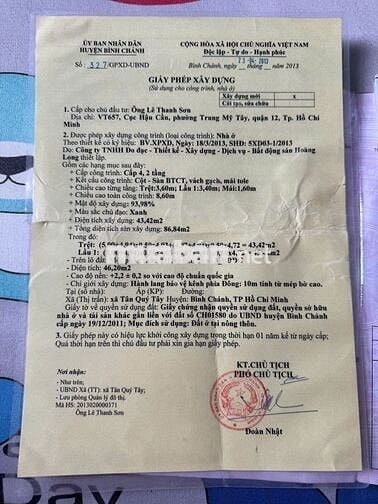 ỦY BAN NHÂN DÂN
HUYỆN BÌNH CHÁNH
CỘNG HÒA XÃ HỘI CHỦ NGHĨA VIỆT NAM
Độc lập - Tự do - Hạnh phúc
Số: 327/GPXD-UBND
Bình Chánh, ngày 23-04-2013 tháng năm 2013
GIẤY PHÉP XÂY DỰNG
(Sử dụng cho công trình, nhà ở)
Xây dựng mới x
Cải tạo, sửa chữa
1. Cấp cho chủ đầu tư: Ông Lê Thanh Sơn
Địa chỉ: VT657, Cục Hậu Cần, phường Trung Mỹ Tây, quận 12, Tp. Hồ Chí
Minh
2. Được phép xây dựng công trình (loại công trình): Nhà ở
Theo thiết kế có ký hiệu: BV.XPXD, Ngày: 18/3/2013, SHĐ: 5XD03-1/2013
Do: Công ty TNHH Đo đạc - Thiết kế - Xây dựng - Dịch vụ - Bất động sản Hoàng
Long thiết lập.
Gồm các hạng mục sau đây:
- Cấp công trình: Cấp 4, 2 tầng
- Kết cấu công trình: Cột - Sàn BTCT, vách gạch, mái tole
- Chiều cao từng tầng: Trệt:3,60m; Lầu 1:3,40m; Mái:1,60m
- Chiều cao công trình: 8,60m
- Mật độ xây dựng: 93,98%
- Màu sắc chủ đạo: Xanh
- Diện tích xây dựng: 43,42m2
- Tổng diện tích sàn xây dựng: 86,84m2
Trong đó:
Trệt: 4,72 = 43,42m2
Lầu 1:
- Trên lô đất
- Diện tích: 46,20m2
- Cao độ nền: +2,2 ± 0,2 so với cao độ chuẩn quốc gia
- Chỉ giới xây dựng: Hành lang bảo vệ kênh phía Đông: 10m tính từ mép bờ cao.
Tại (số nhà): Ấp (KP): Đường:
Xã (Thị trấn): xã Tân Quý Tây Huyện: Bình Chánh, TP Hồ Chí Minh
Giấy tờ về quyền sử dụng đất: Giấy chứng nhận quyền sử dụng đất, quyền sở hữu
nhà ở và tài sản khác gắn liền với đất số CH01580 do UBND huyện Bình Chánh
cấp ngày 19/12/2011; Mục đích sử dụng: Đất ở tại nông thôn.
3. Giấy phép này có hiệu lực khởi công xây dựng trong thời hạn 01 năm kể từ ngày cấp;
Quá thời hạn trên thì chủ đầu tư phải xin gia hạn giấy phép.
Nơi nhận:
- Như trên;
- UBND Xã (TT): xã Tân Quý Tây;
- Lưu phòng Quản lý đô thị.
Mã HS: 2013020000371
Ông Lê Thanh Sơn
KT.CHỦ TỊCH
PHÓ CHỦ TỊCH
Đoàn Nhật